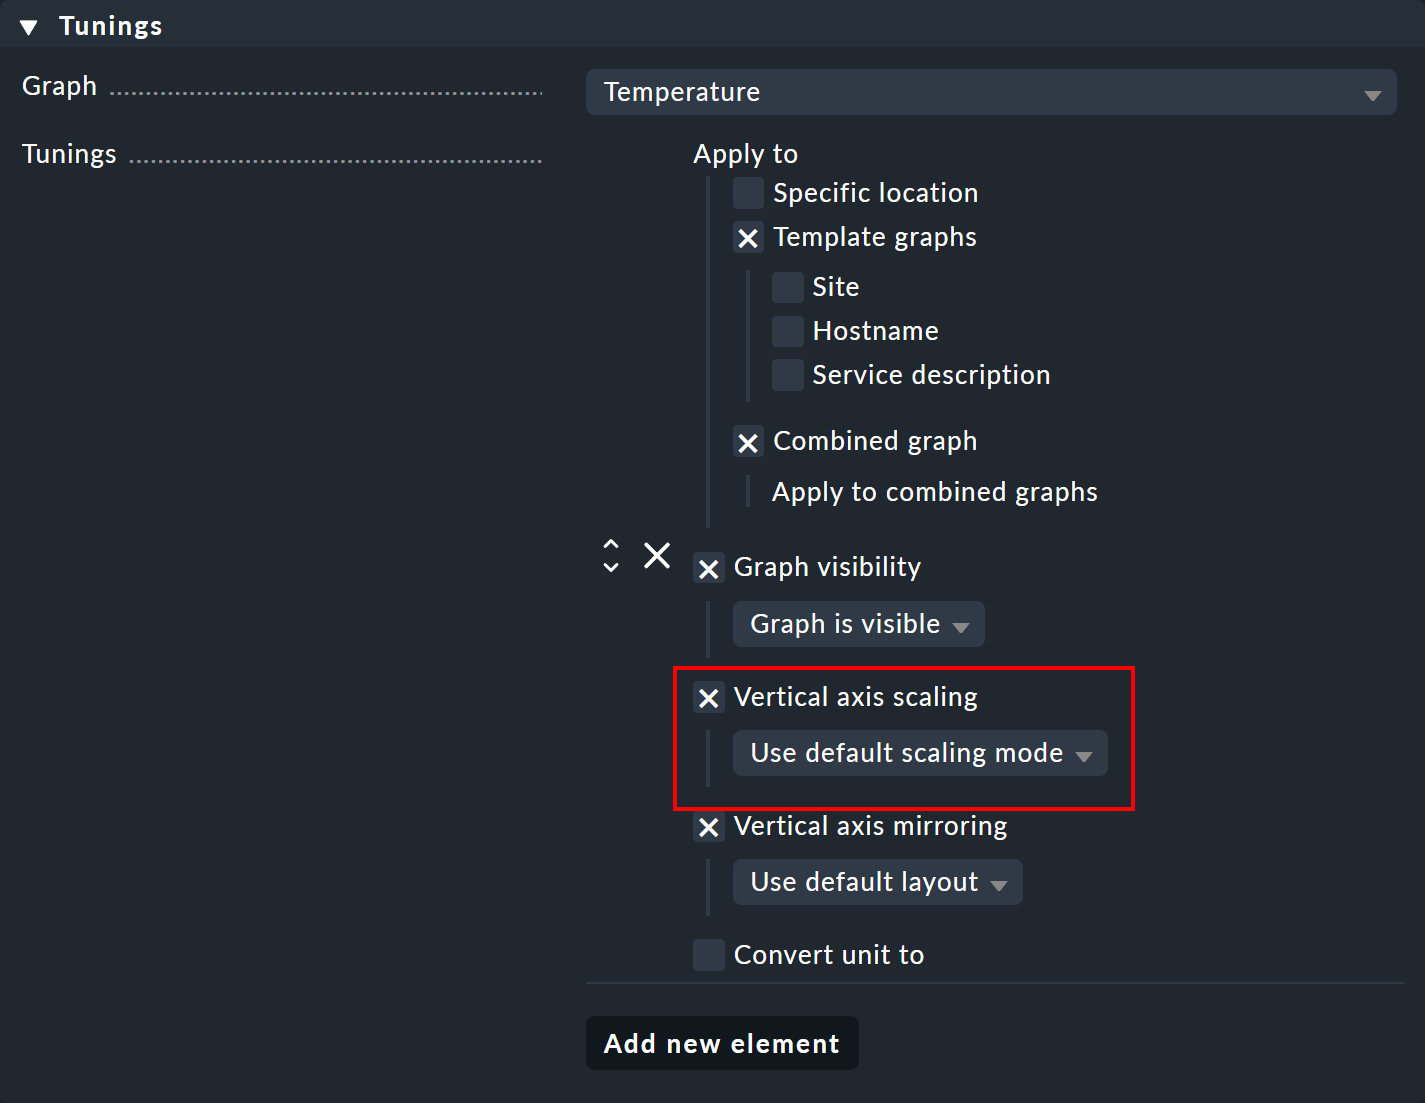 Tunings
Graph
Temperature
Tunings
Apply to
Specific location
Template graphs
Site
Hostname
Service description
Combined graph
Apply to combined graphs
Graph visibility
Graph is visible
Vertical axis scaling
Use default scaling mode
Vertical axis mirroring
Use default layout
Convert unit to
Add new element